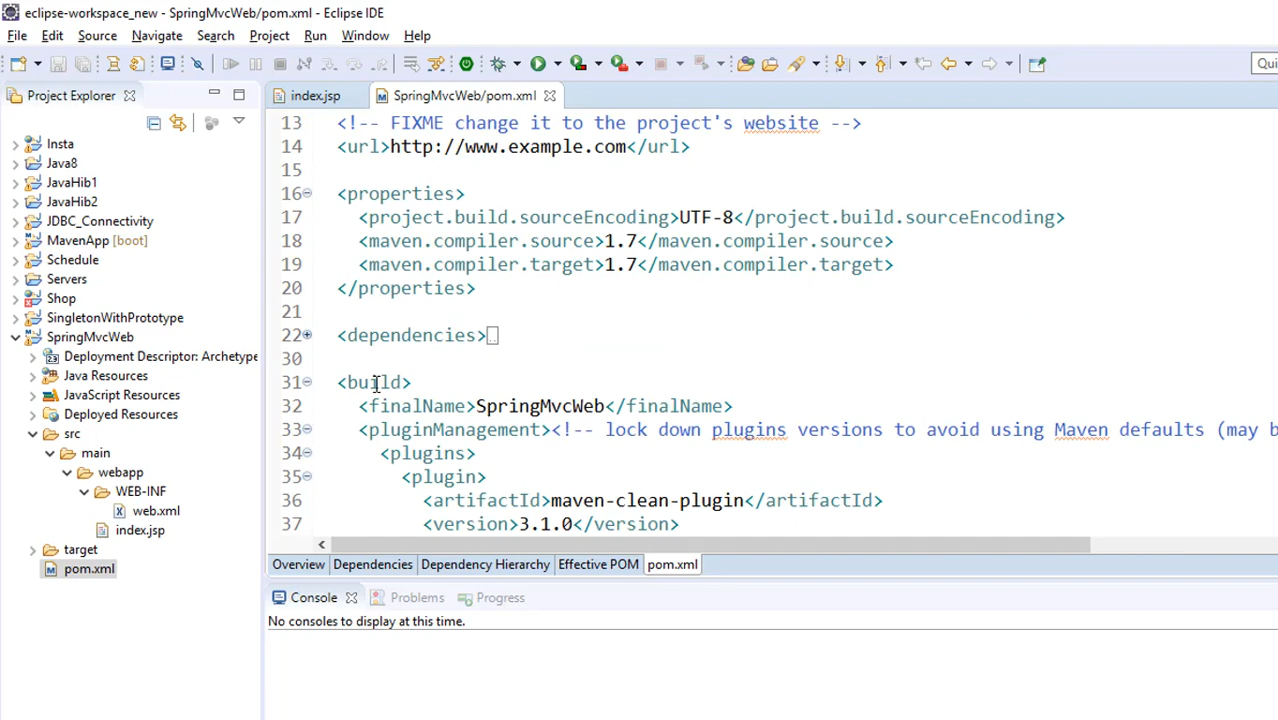 eclipse-workspace_new - SpringMvcWeb/pom.xml - Eclipse IDE
File Edit Source Navigate Search Project Run Window Help
Qui
Project Explorer
index.jsp
SpringMvcWeb/pom.xml
Insta
Java8
JavaHib1
JavaHib2
JDBC_Connectivity
MavenApp [boot]
Schedule
Servers
Shop
SingletonWithPrototype
SpringMvcWeb
Deployment Descriptor: Archetype
Java Resources
JavaScript Resources
Deployed Resources
src
main
webapp
WEB-INF
web.xml
index.jsp
target
pom.xml
13 <!-- FIXME change it to the project's website -->
14 <url>http://www.example.com</url>
15
16 <properties>
17 <project.build.sourceEncoding>UTF-8</project.build.sourceEncoding>
18 <maven.compiler.source>1.7</maven.compiler.source>
19 <maven.compiler.target>1.7</maven.compiler.target>
20 </properties>
21
22 <dependencies>
30
31 <build>
32 <finalName>SpringMvcWeb</finalName>
33 <pluginManagement><!-- lock down plugins versions to avoid using Maven defaults (may b
34 <plugins>
35 <plugin>
36 <artifactId>maven-clean-plugin</artifactId>
37 <version>3.1.0</version>
Overview Dependencies Dependency Hierarchy Effective POM pom.xml
Console Problems Progress
No consoles to display at this time.